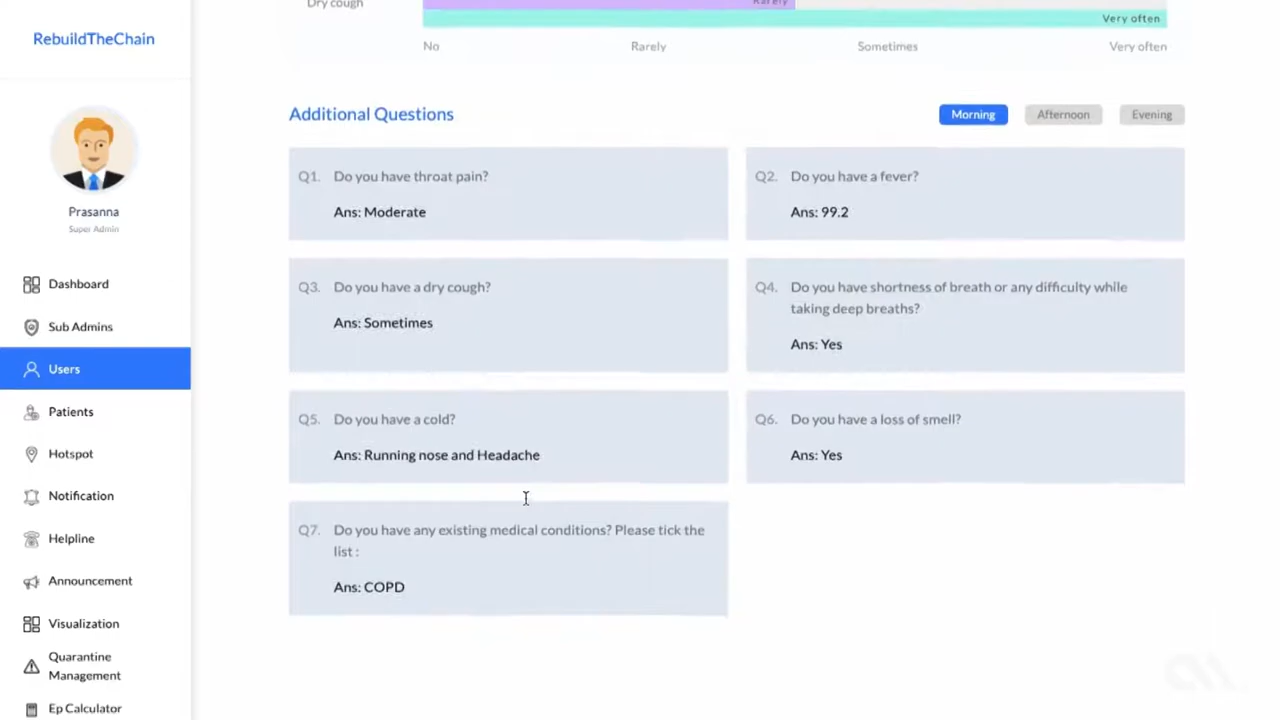 Dry cough
Rarely
Very often
No
Rarely
Sometimes
Very often
RebuildTheChain
Prasanna
Super Admin
Dashboard
Sub Admins
Users
Patients
Hotspot
Notification
Helpline
Announcement
Visualization
Quarantine
Management
Ep Calculator
Additional Questions
Morning
Afternoon
Evening
Q1. Do you have throat pain?
Ans: Moderate
Q2. Do you have a fever?
Ans: 99.2
Q3. Do you have a dry cough?
Ans: Sometimes
Q4. Do you have shortness of breath or any difficulty while
taking deep breaths?
Ans: Yes
Q5. Do you have a cold?
Ans: Running nose and Headache
Q6. Do you have a loss of smell?
Ans: Yes
Q7. Do you have any existing medical conditions? Please tick the
list :
Ans: COPD